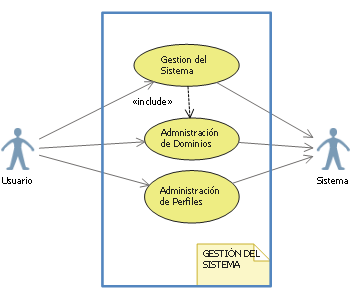 Gestion del
Sistema
«include»
Admnistración
de Dominios
Usuario
Sistema
Administración
de Perfiles
GESTIÓN DEL
SISTEMA